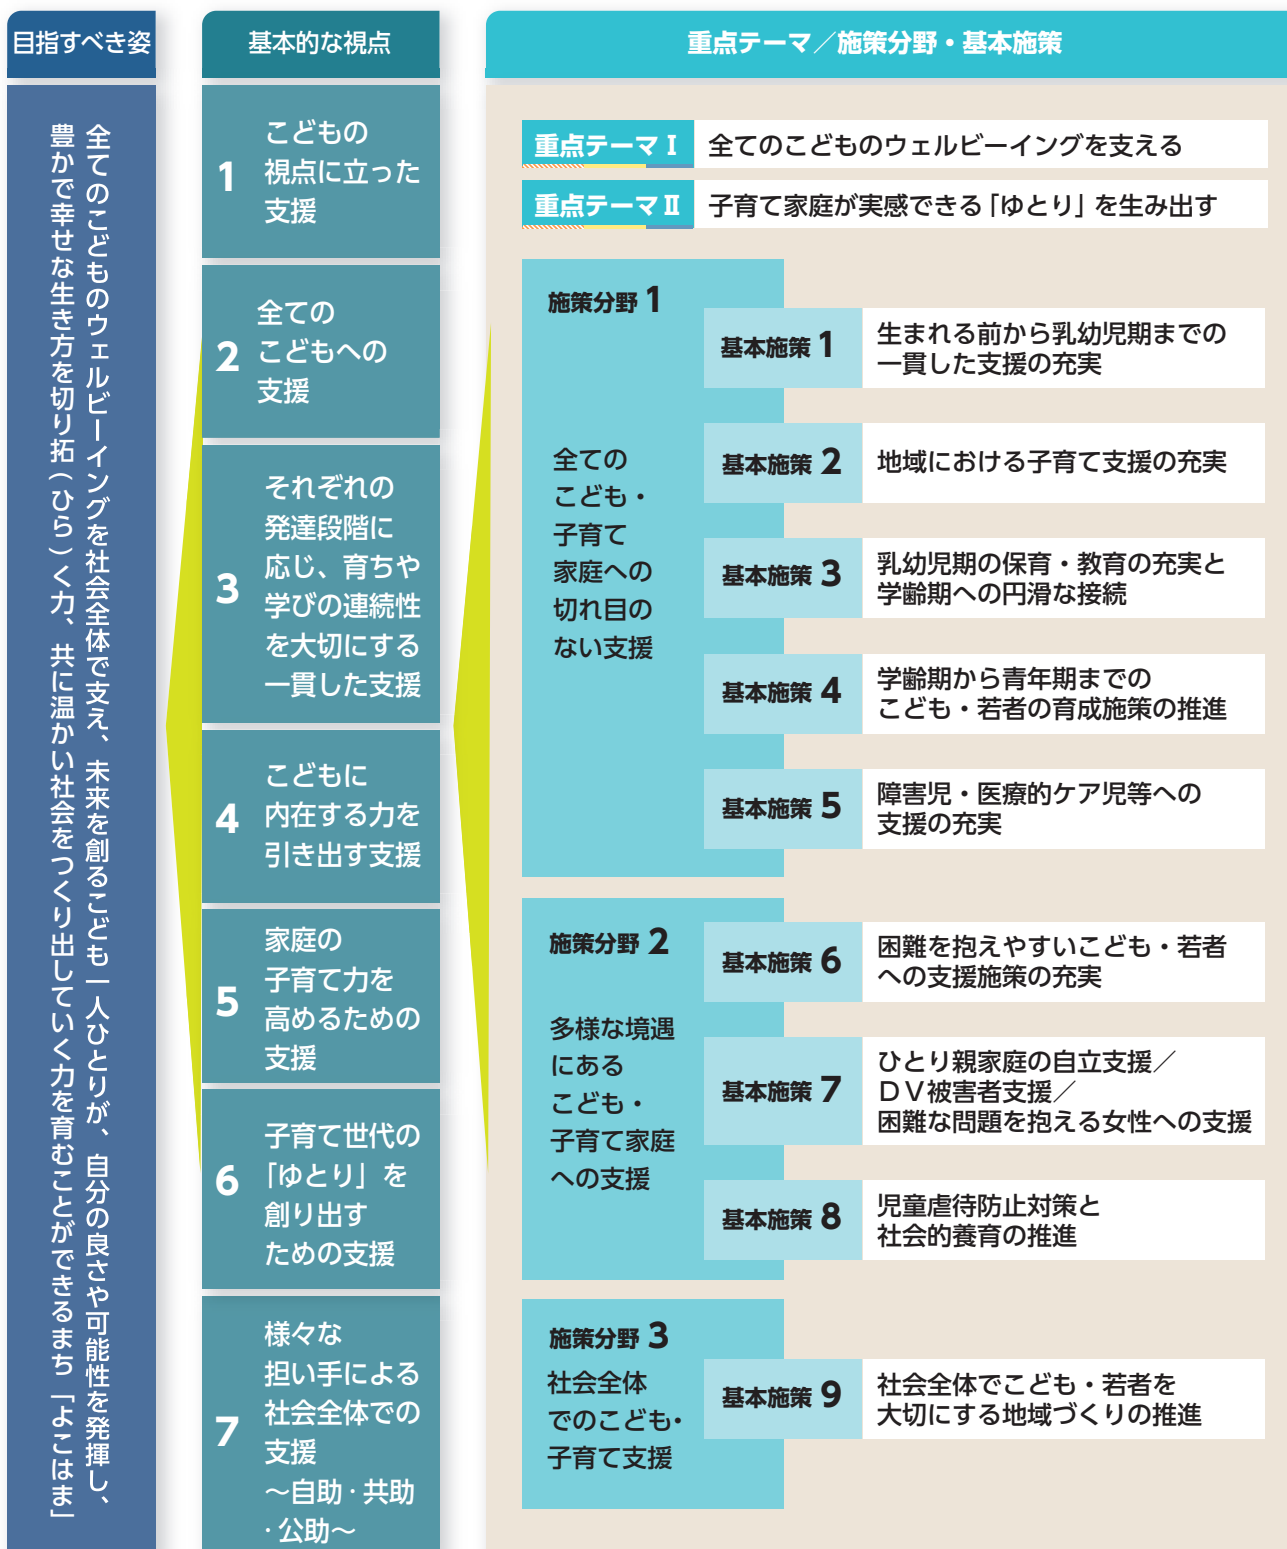 目指すべき姿
全てのこどものウェルビーイングを社会全体で支え、未来を創るこども一人ひとりが、自分の良さや可能性を発揮し、
豊かで幸せな生き方を切り拓(ひら)く力、共に温かい社会をつくり出していく力を育むことができるまち「よこはま」
基本的な視点
1
こどもの
視点に立った
支援
2
全ての
こどもへの
支援
3
それぞれの
発達段階に
応じ、育ちや
学びの連続性
を大切にする
一貫した支援
4
こどもに
内在する力を
引き出す支援
5
家庭の
子育て力を
高めるための
支援
6
子育て世代の
「ゆとり」を
創り出す
ための支援
7
様々な
担い手による
社会全体での
支援
～自助・共助
・公助～
重点テーマ／施策分野・基本施策
重点テーマⅠ 全てのこどものウェルビーイングを支える
重点テーマⅡ 子育て家庭が実感できる「ゆとり」を生み出す
施策分野 1
全ての
こども・
子育て
家庭への
切れ目の
ない支援
基本施策 1
生まれる前から乳幼児期までの
一貫した支援の充実
基本施策 2
地域における子育て支援の充実
基本施策 3
乳幼児期の保育・教育の充実と
学齢期への円滑な接続
基本施策 4
学齢期から青年期までの
こども・若者の育成施策の推進
基本施策 5
障害児・医療的ケア児等への
支援の充実
施策分野 2
多様な境遇
にある
こども・
子育て家庭
への支援
基本施策 6
困難を抱えやすいこども・若者
への支援施策の充実
基本施策 7
ひとり親家庭の自立支援／
ＤＶ被害者支援／
困難な問題を抱える女性への支援
基本施策 8
児童虐待防止対策と
社会的養育の推進
施策分野 3
社会全体
でのこども・
子育て支援
基本施策 9
社会全体でこども・若者を
大切にする地域づくりの推進